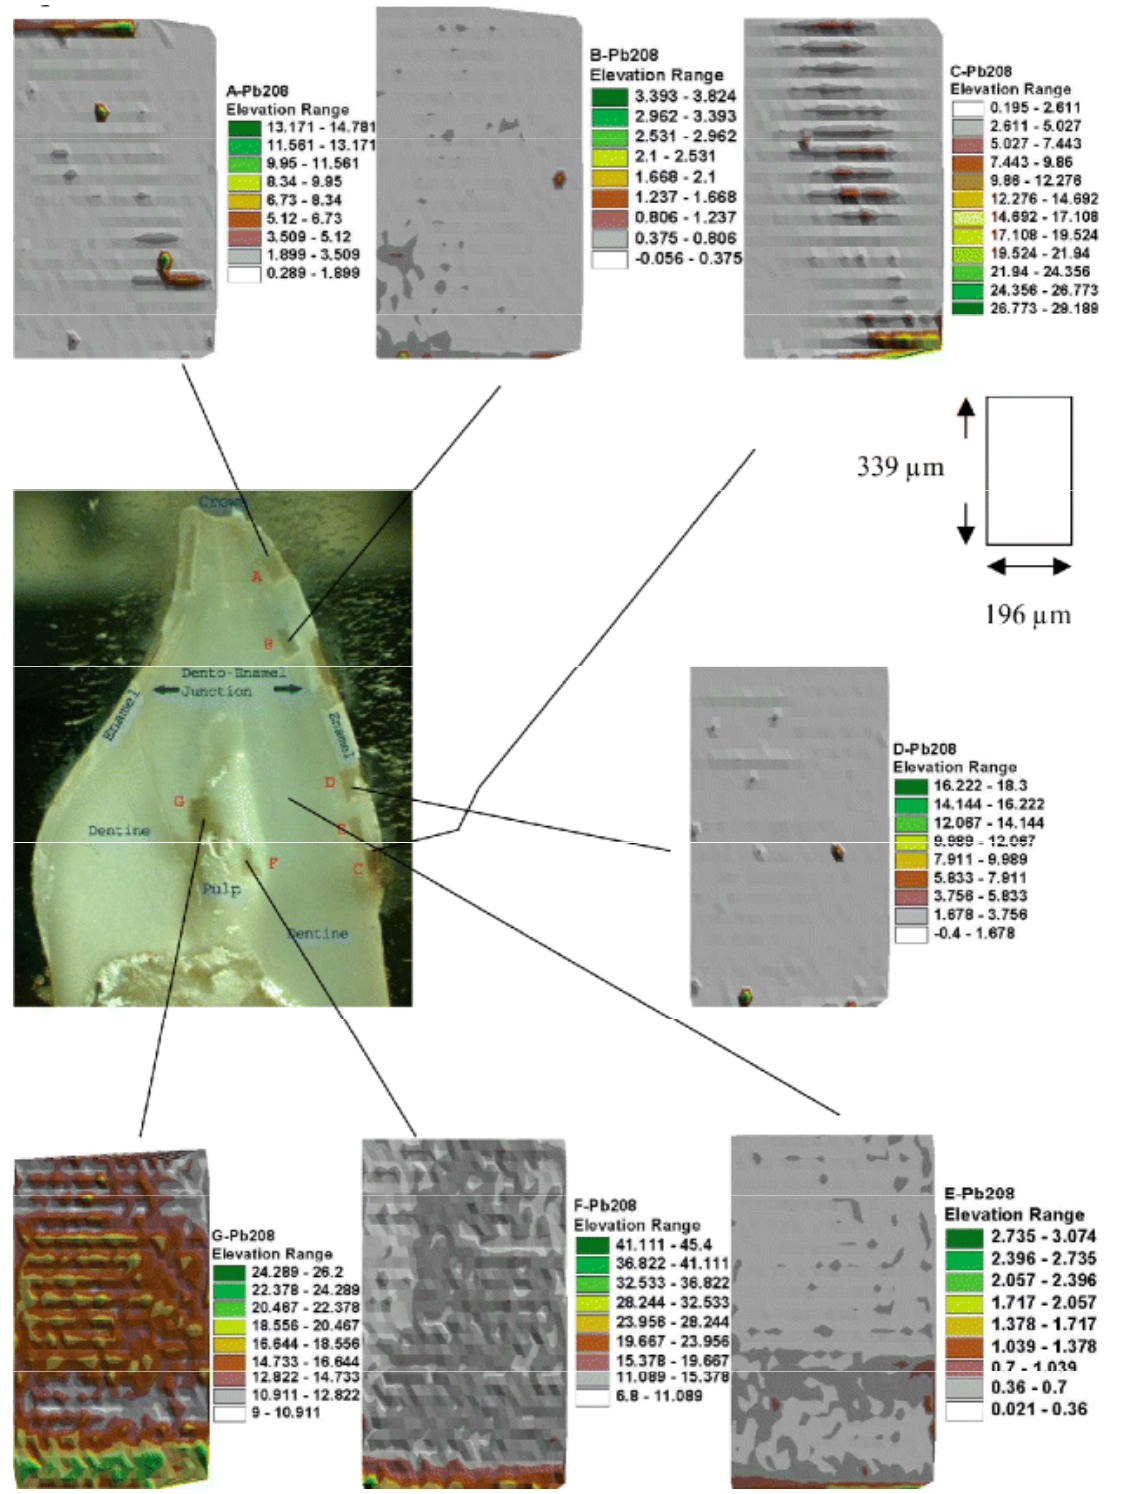 A-Pb208
Elevation Range
13.171 - 14.781
11.561 - 13.171
9.95 - 11.561
8.34 - 9.95
6.73 - 8.34
5.12 - 6.73
3.509 - 5.12
1.899 - 3.509
0.289 - 1.899
B-Pb208
Elevation Range
3.393 - 3.824
2.962 - 3.393
2.531 - 2.962
2.1 - 2.531
1.668 - 2.1
1.237 - 1.668
0.806 - 1.237
0.375 - 0.806
-0.056 - 0.375
C-Pb208
Elevation Range
0.195 - 2.611
2.611 - 5.027
5.027 - 7.443
7.443 - 9.86
9.86 - 12.276
12.276 - 14.692
14.692 - 17.108
17.108 - 19.524
19.524 - 21.94
21.94 - 24.356
24.356 - 26.773
26.773 - 29.189
339 µm
196 µm
Crown
A
B
Dento-Enamel
Junction
Enamel
Enamel
D
G
E
Dentine
F
C
Pulp
Dentine
D-Pb208
Elevation Range
16.222 - 18.3
14.144 - 16.222
12.067 - 14.144
9.989 - 12.067
7.911 - 9.989
5.833 - 7.911
3.756 - 5.833
1.678 - 3.756
-0.4 - 1.678
G-Pb208
Elevation Range
24.289 - 26.2
22.378 - 24.289
20.467 - 22.378
18.556 - 20.467
16.644 - 18.556
14.733 - 16.644
12.822 - 14.733
10.911 - 12.822
9 - 10.911
F-Pb208
Elevation Range
41.111 - 45.4
36.822 - 41.111
32.533 - 36.822
28.244 - 32.533
23.956 - 28.244
19.667 - 23.956
15.378 - 19.667
11.089 - 15.378
6.8 - 11.089
E-Pb208
Elevation Range
2.735 - 3.074
2.396 - 2.735
2.057 - 2.396
1.717 - 2.057
1.378 - 1.717
1.039 - 1.378
0.7 - 1.039
0.36 - 0.7
0.021 - 0.36